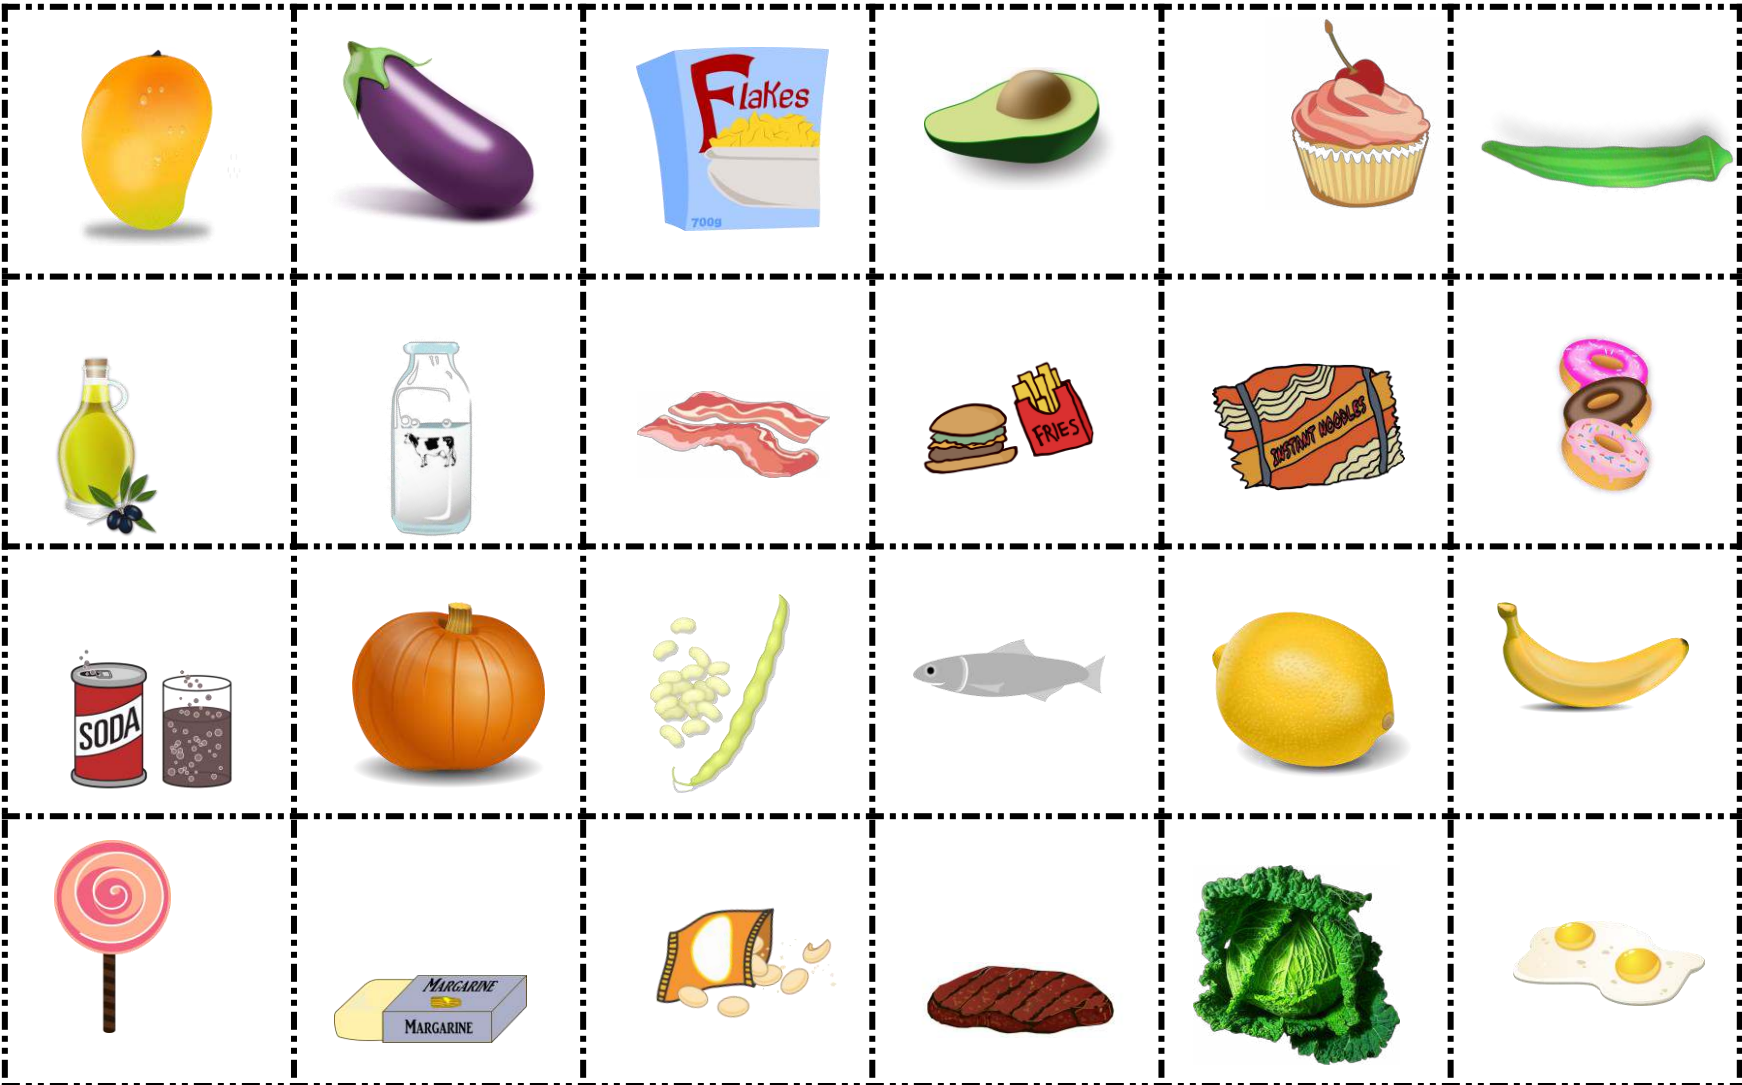 Flakes
700g
FRIES
INSTANT NOODLES
SODA
MARGARINE
MARGARINE